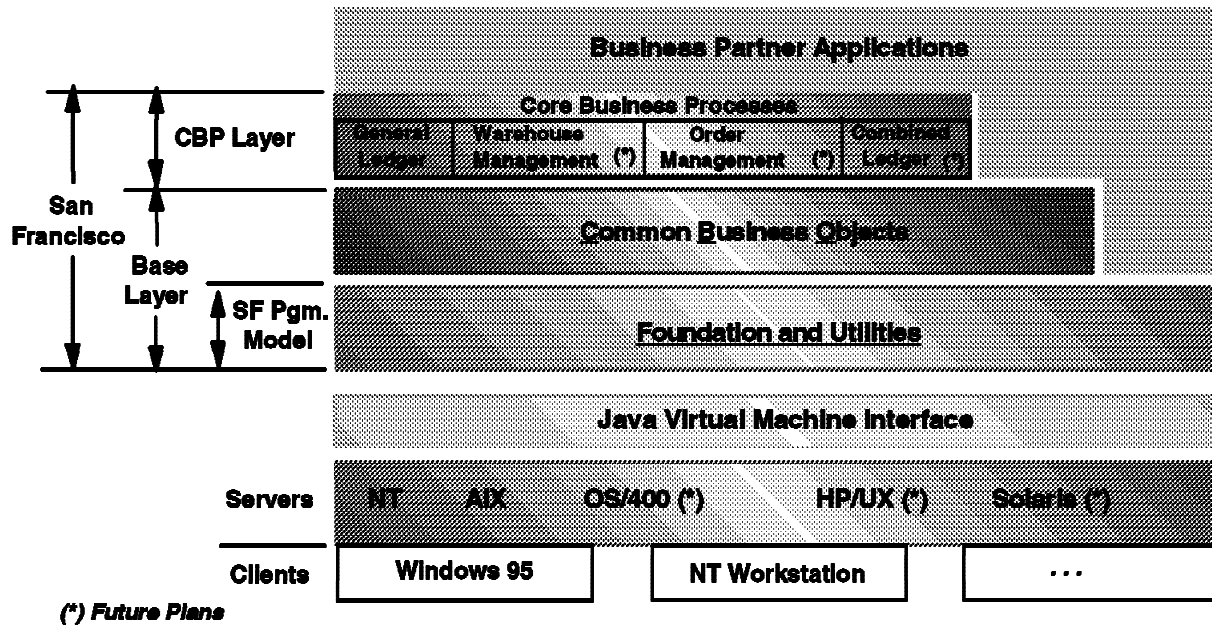 Business Partner Applications
Core Business Processes
CBP Layer
General Ledger
Warehouse Management (*)
Order Management (*)
Combined Ledger (*)
San Francisco
Common Business Objects
Base Layer
SF Pgm. Model
Foundation and Utilities
Java Virtual Machine Interface
Servers
NT
AIX
OS/400 (*)
HP/UX (*)
Solaris (*)
Clients
Windows 95
NT Workstation
...
(*) Future Plans